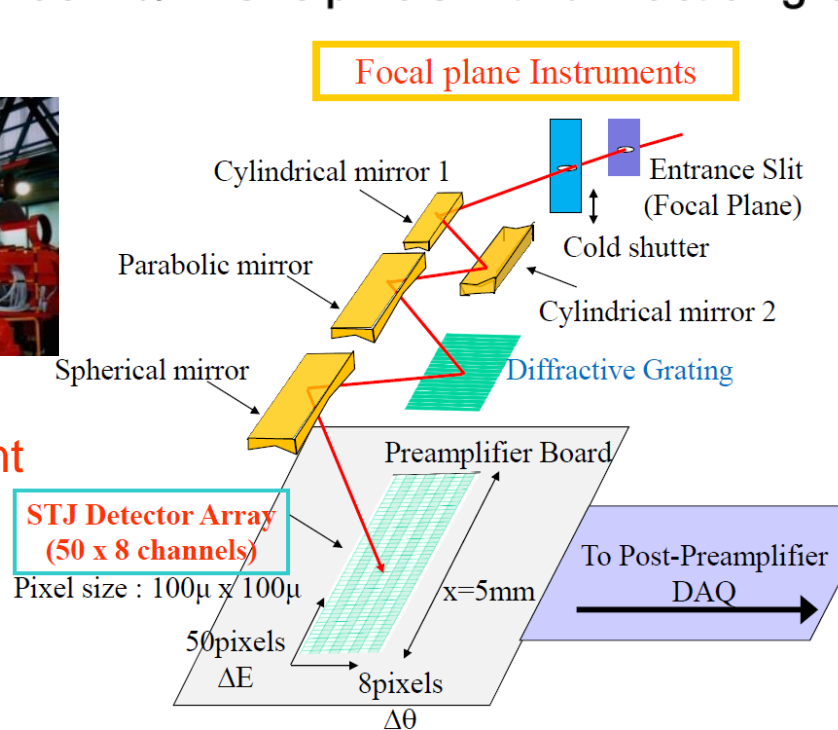 Focal plane Instruments
Cylindrical mirror 1
Entrance Slit
(Focal Plane)
Cold shutter
Parabolic mirror
Cylindrical mirror 2
Spherical mirror
Diffractive Grating
Preamplifier Board
STJ Detector Array
(50 x 8 channels)
Pixel size : 100μ x 100μ
x=5mm
To Post-Preamplifier
DAQ
50pixels
ΔE
8pixels
Δθ